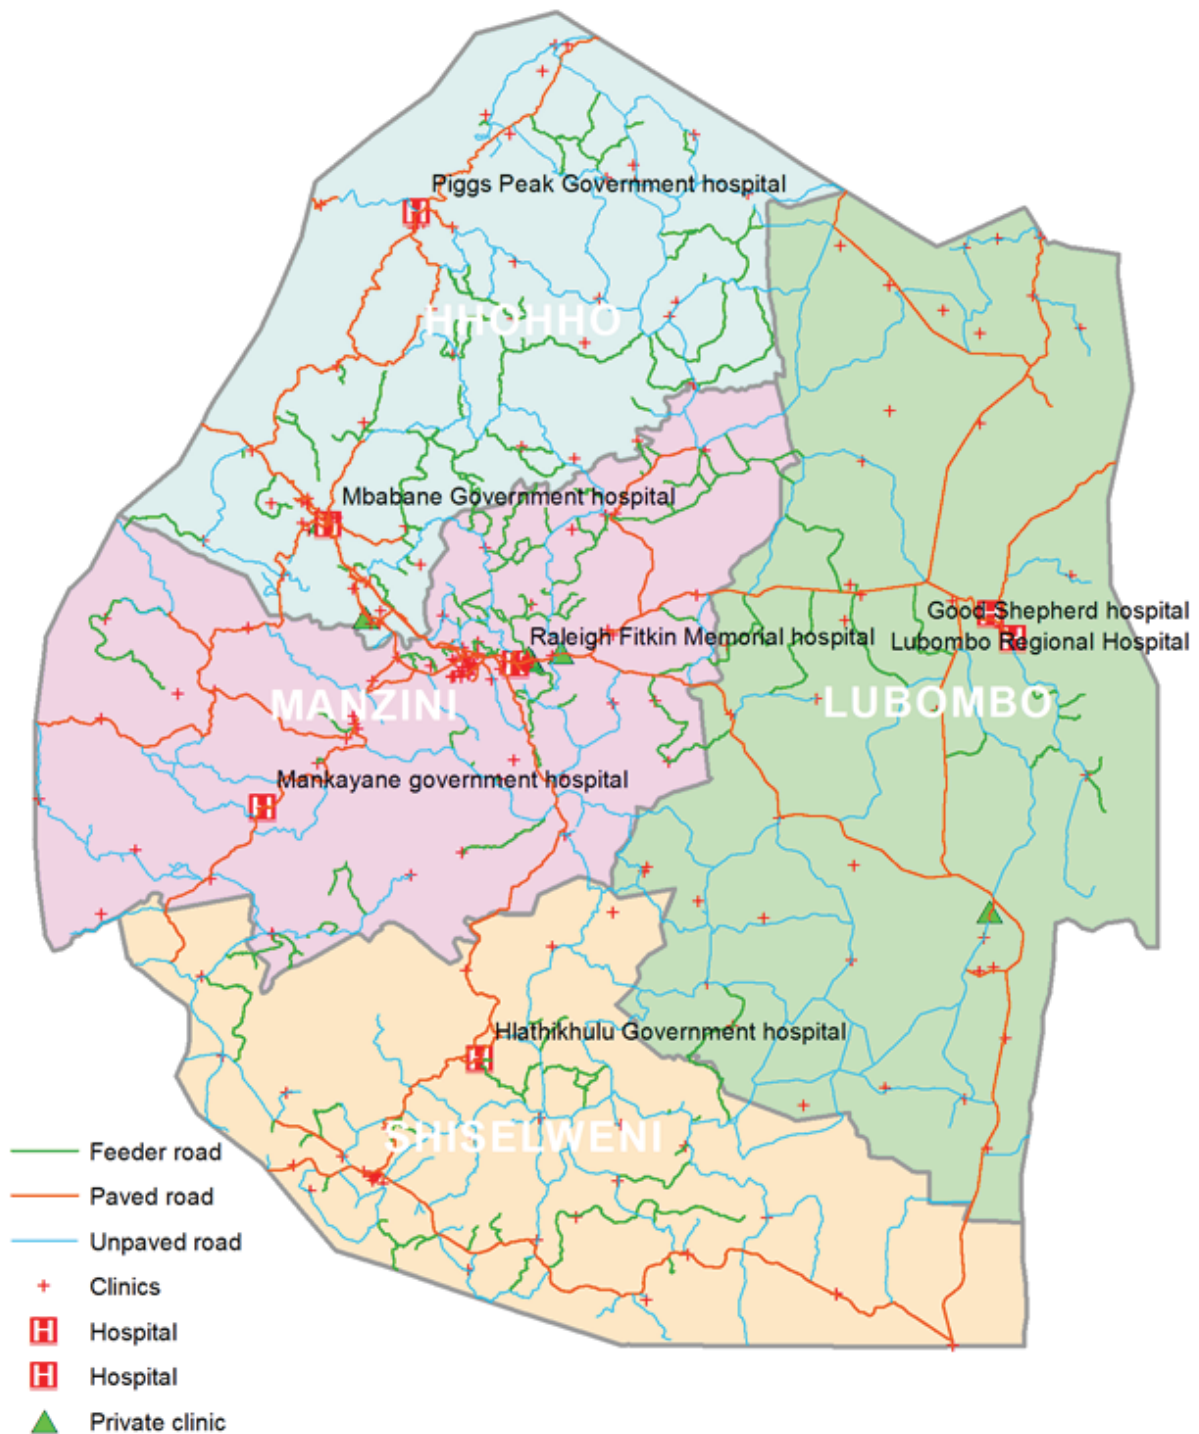 Piggs Peak Government hospital
HHOHHO
Mbabane Government hospital
Good Shepherd hospital
Raleigh Fitkin Memorial hospital
Lubombo Regional Hospital
MANZINI
LUBOMBO
Mankayane government hospital
Hlathikhulu Government hospital
SHISELWENI
Feeder road
Paved road
Unpaved road
Clinics
H Hospital
H Hospital
Private clinic